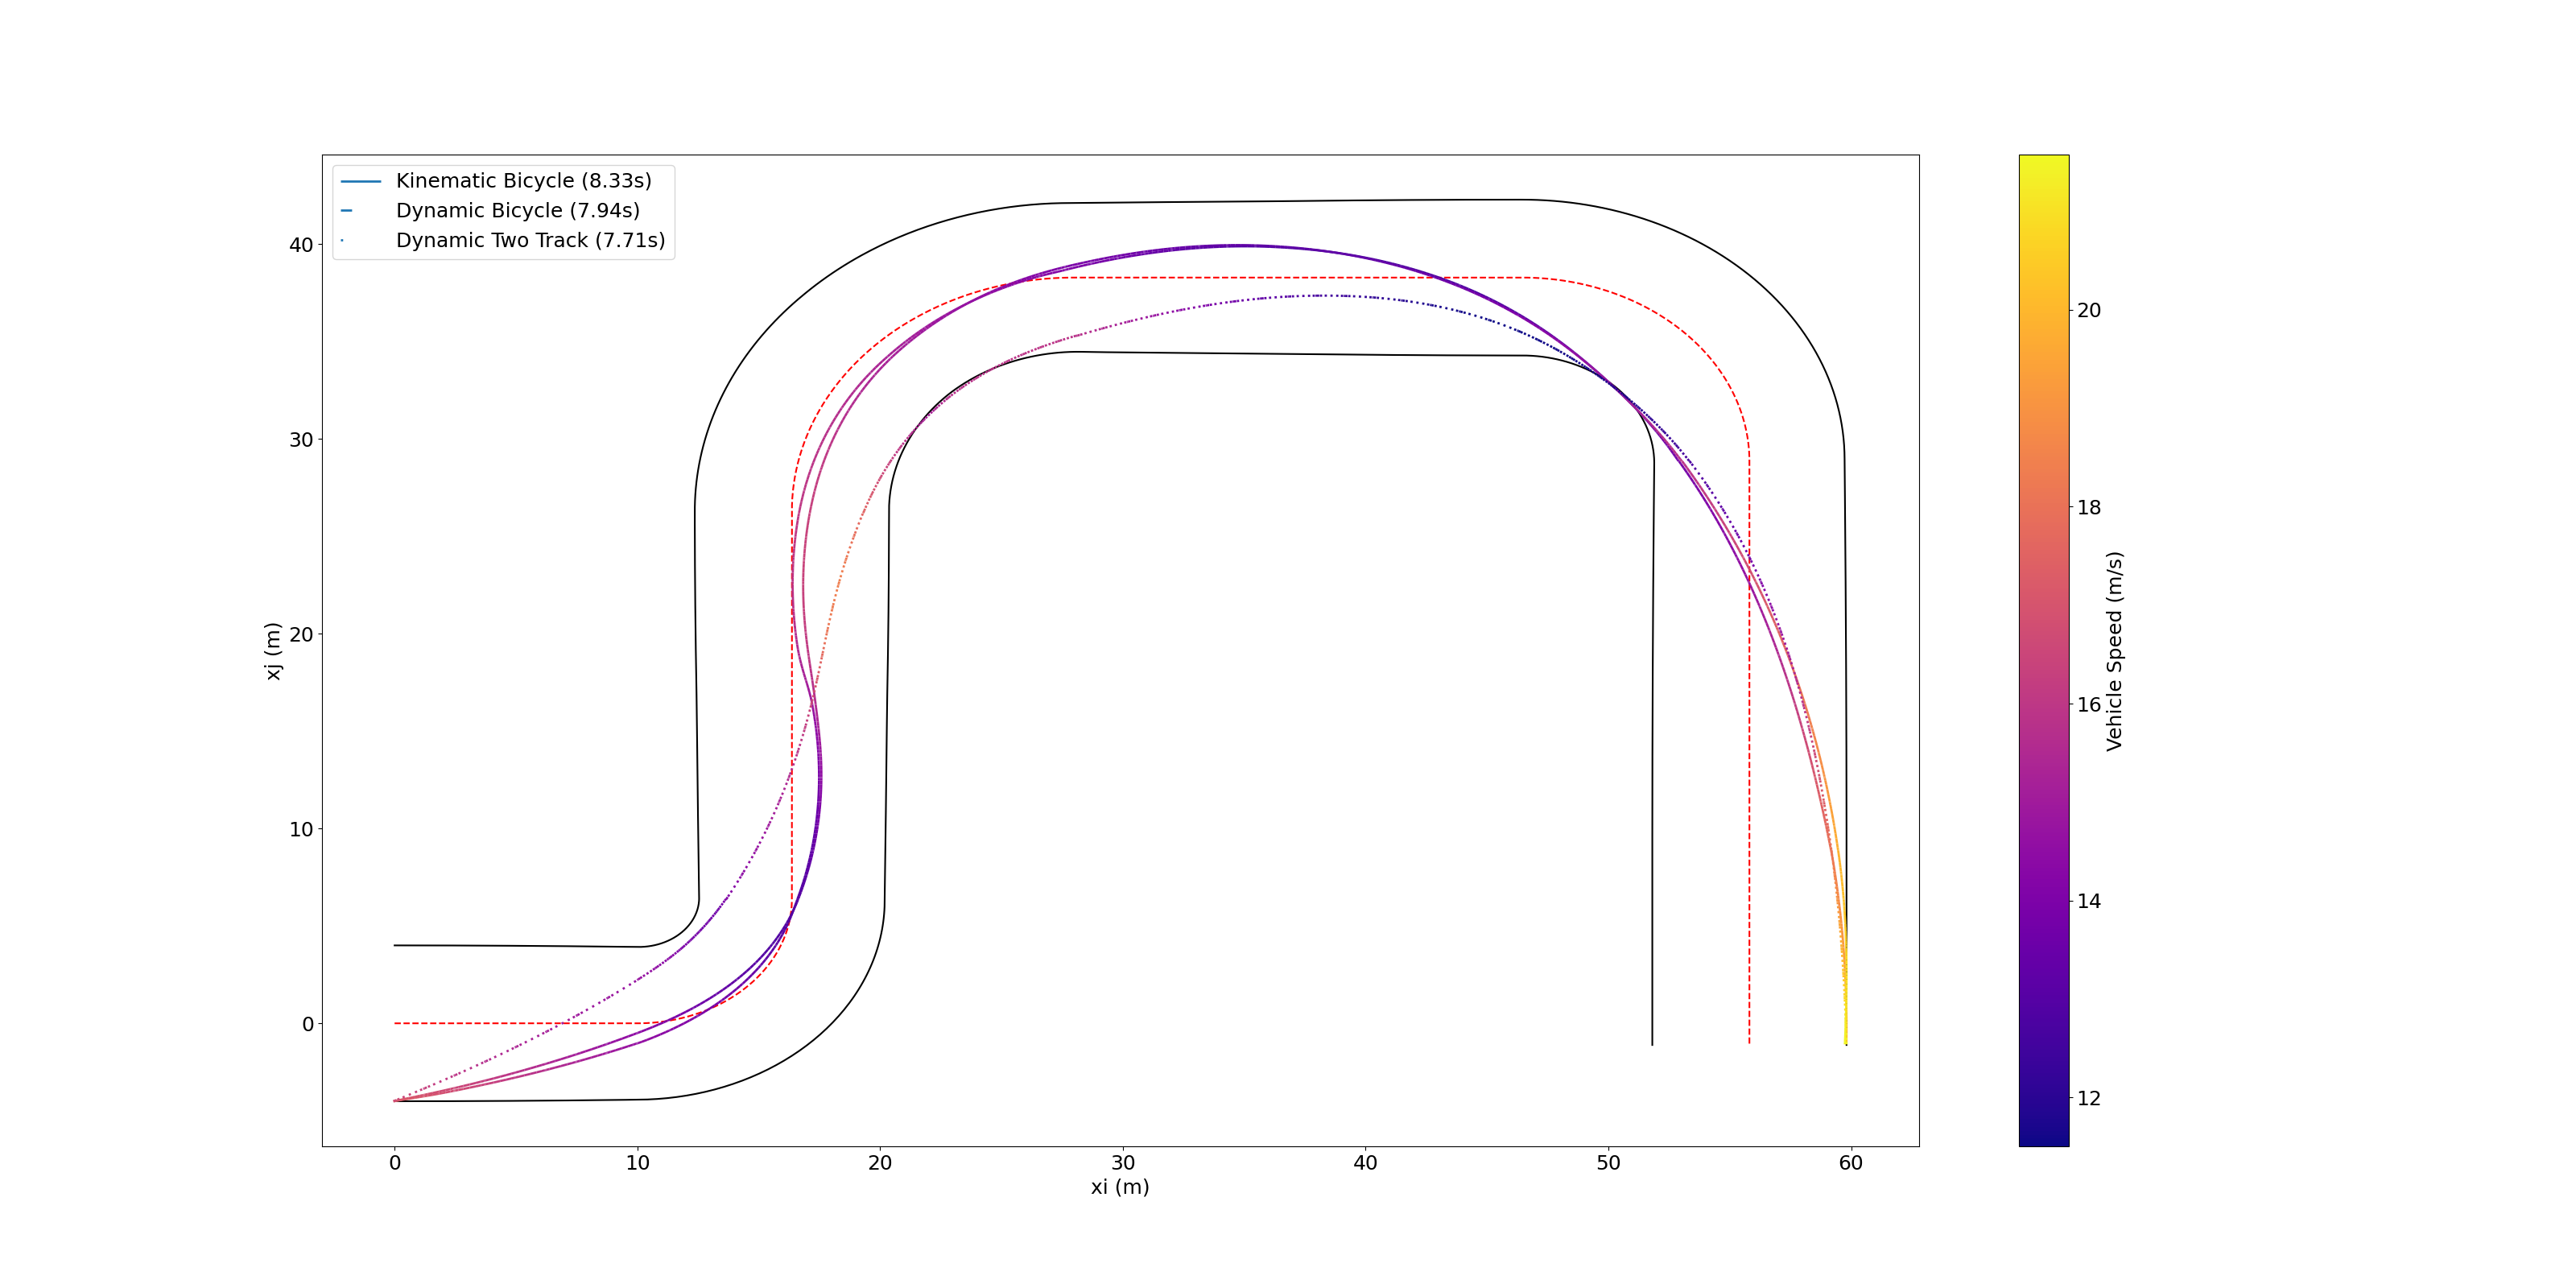 Kinematic Bicycle (8.33s)
Dynamic Bicycle (7.94s)
Dynamic Two Track (7.71s)
40
30
20
10
0
xj (m)
0 10 20 30 40 50 60
xi (m)
20
18
16
14
12
Vehicle Speed (m/s)